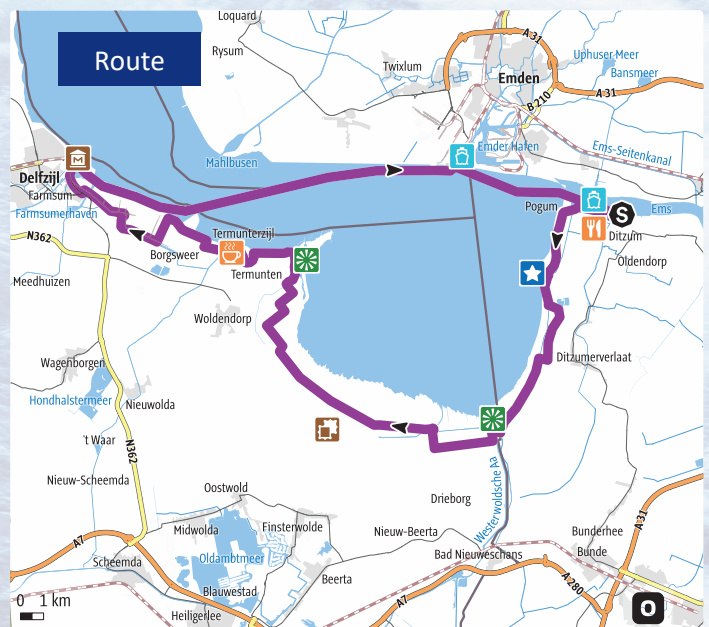 Route
Loquard
Rysum
Twixlum
A 31
Uphuser Meer
Bansmeer
Emden
B 210
A 31
Emder Hafen
Ems-Seitenkanal
Mahlbusen
M
Delfzijl
Farmsum
Farmsumerhaven
Pogum
S
Ems
Ditzum
Oldendorp
N362
Termunterzijl
Borgsweer
Termunten
Meedhuizen
Woldendorp
Ditzumerverlaat
Wagenborgen
Hondhalstermeer
Nieuwolda
't Waar
N362
Nieuw-Scheemda
Westerwoldsche Aa
Oostwold
Drieborg
Midwolda
Finsterwolde
Nieuw-Beerta
Bunderhee
A 31
A7
Oldambtmeer
Bad Nieuweschans
Bunde
Scheemda
Beerta
A 280
Blauwestad
A7
0 1 km
Heiligerlee
O